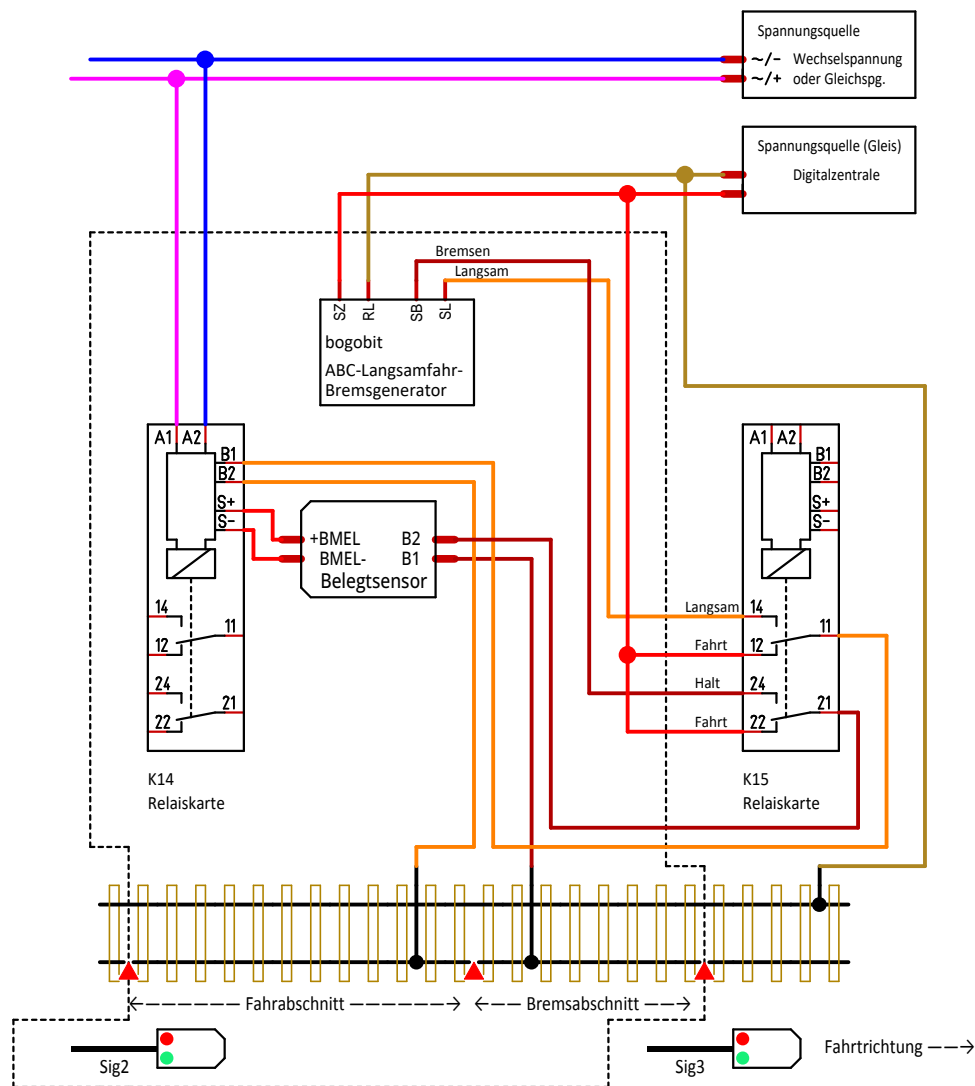 Spannungsquelle
~/- Wechselspannung
~/+ oder Gleichspg.
Spannungsquelle (Gleis)
Digitalzentrale
Bremsen
Langsam
SZ RL SB SL
bogobit
ABC-Langsamfahr-
Bremsgenerator
A1 A2
B1
B2
S+
S-
+BMEL B2
BMEL- B1
Belegtsensor
14
11
12
24
21
22
K14
Relaiskarte
A1 A2
B1
B2
S+
S-
Langsam 14
11
Fahrt 12
Halt 24
21
Fahrt 22
K15
Relaiskarte
Fahrabschnitt
Bremsabschnitt
Sig2
Sig3
Fahrtrichtung